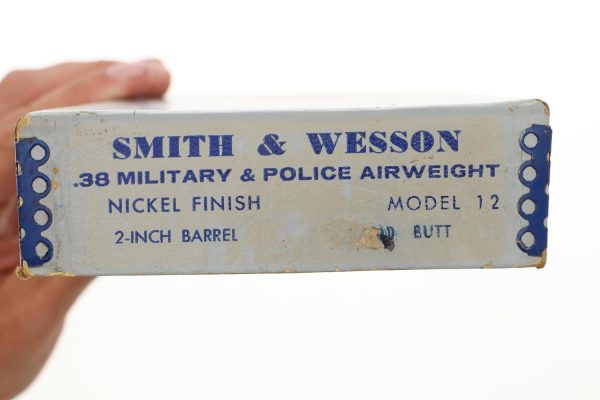 SMITH & WESSON
.38 MILITARY & POLICE AIRWEIGHT
NICKEL FINISH MODEL 12
2-INCH BARREL BUTT